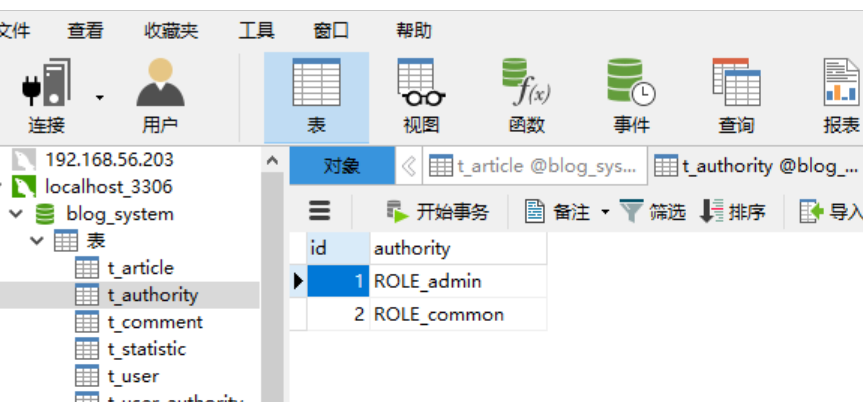 文件 查看 收藏夹 工具 窗口 帮助
f(x)
连接 用户 表 视图 函数 事件 查询 报表
192.168.56.203
localhost_3306
blog_system
表
t_article
t_authority
t_comment
t_statistic
t_user
t_user_authority
对象 t_article @blog_sys... t_authority @blog_...
开始事务 备注 筛选 排序 导入
id authority
1 ROLE_admin
2 ROLE_common